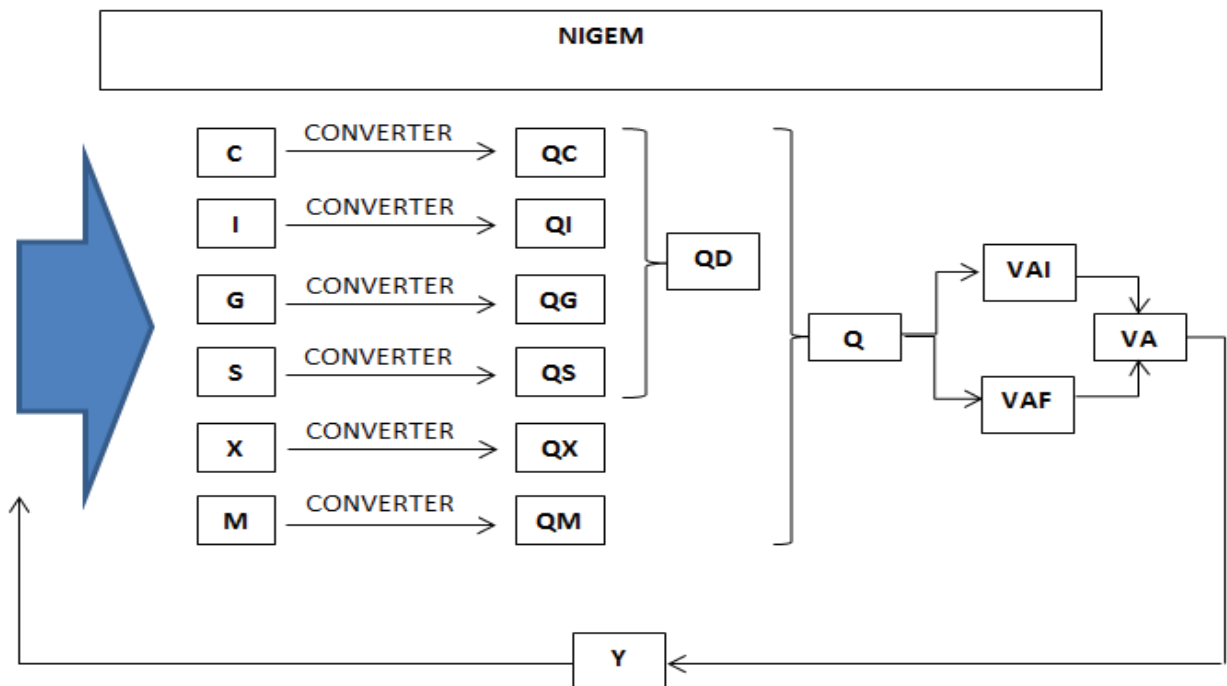 NIGEM
C CONVERTER QC
I CONVERTER QI
G CONVERTER QG
S CONVERTER QS
X CONVERTER QX
M CONVERTER QM
QD
Q
VAI
VAF
VA
Y